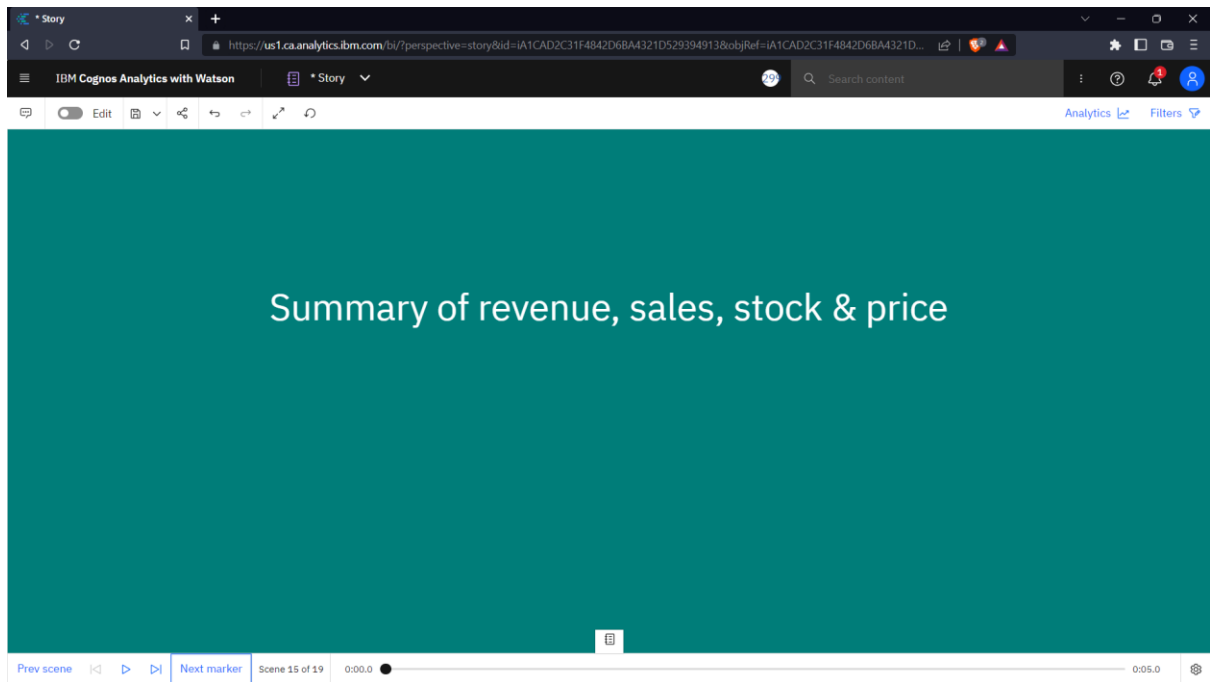 * Story
https://us1.ca.analytics.ibm.com/bi/?perspective=story&id=iA1CAD2C31F4842D6BA4321D529394913&objRef=iA1CAD2C31F4842D6BA4321D...
IBM Cognos Analytics with Watson
* Story
Search content
1
Edit
Analytics
Filters
Summary of revenue, sales, stock & price
Prev scene
Next marker
Scene 15 of 19
0:00.0
0:05.0